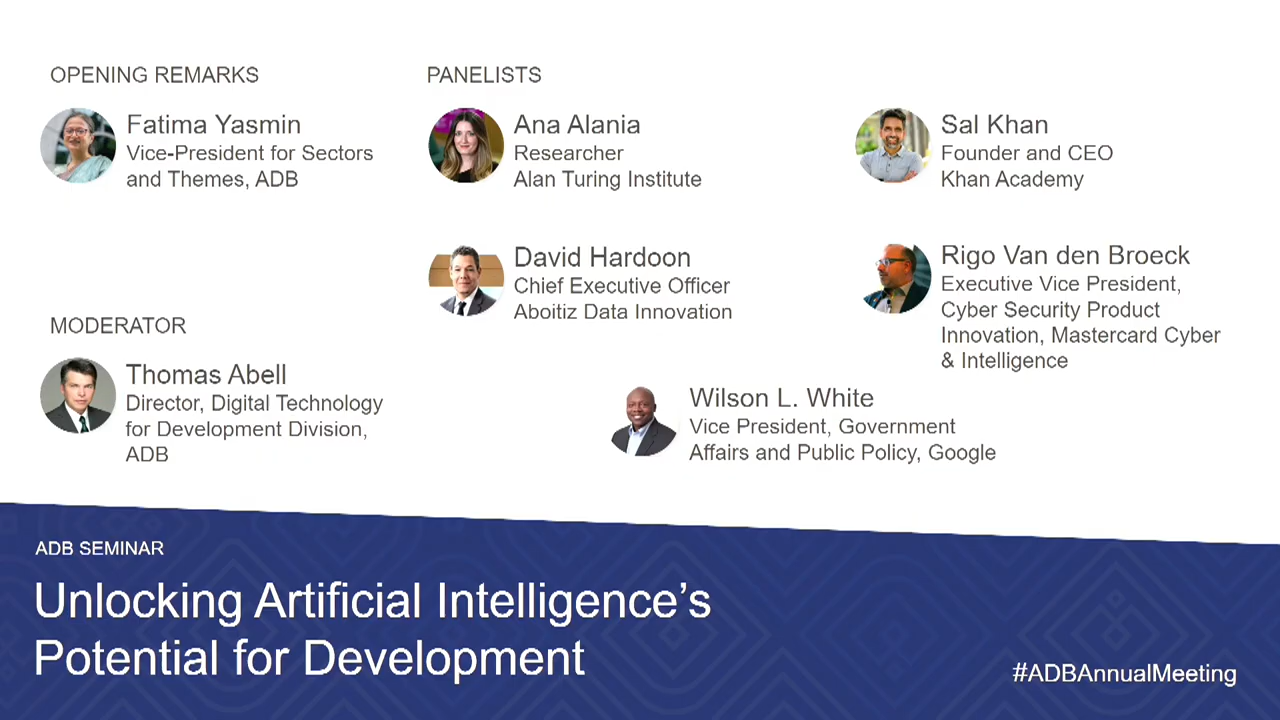 OPENING REMARKS
Fatima Yasmin
Vice-President for Sectors
and Themes, ADB
MODERATOR
Thomas Abell
Director, Digital Technology
for Development Division,
ADB
PANELISTS
Ana Alania
Researcher
Alan Turing Institute
Sal Khan
Founder and CEO
Khan Academy
David Hardoon
Chief Executive Officer
Aboitiz Data Innovation
Rigo Van den Broeck
Executive Vice President,
Cyber Security Product
Innovation, Mastercard Cyber
& Intelligence
Wilson L. White
Vice President, Government
Affairs and Public Policy, Google
ADB SEMINAR
Unlocking Artificial Intelligence’s
Potential for Development
#ADBAnnualMeeting